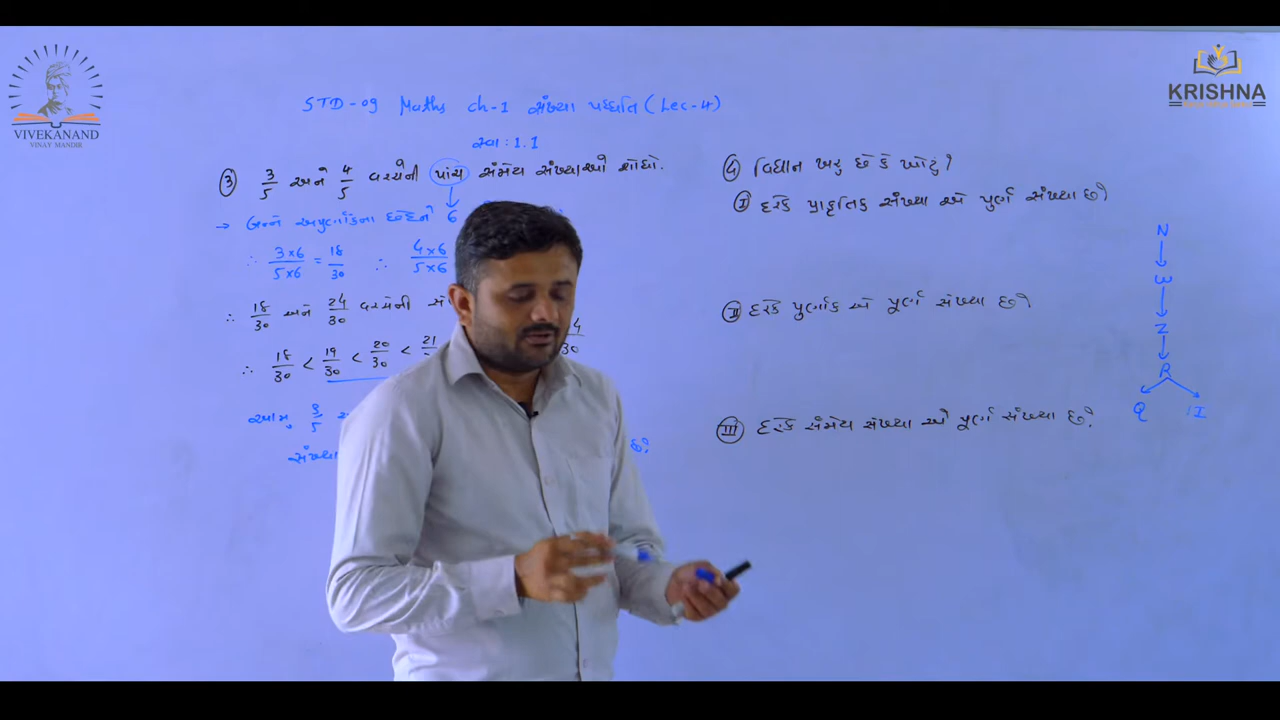 VIVEKANAND
VINAY MANDIR
KRISHNA
STD-09 Maths ch-1 સંખ્યા પદ્ધતિ (Lec-4)
સ્વા : 1.1
③ 3/5 અને 4/5 વચ્ચેની પાંચ સંમેય સંખ્યાઓ શોધો.
→ બન્ને અપુર્ણાંકના છેદને 6
∴ 3×6/5×6 = 18/30 ∴ 4×6/5×6
∴ 18/30 અને 24/30 વચ્ચેની
∴ 18/30 < 19/30 < 20/30 < 21
આમ, 3/5
છે?
④ વિધાન ખરુ છે કે ખોટું?
Ⅰ દરેક પ્રાકૃતિક સંખ્યા એ પુર્ણ સંખ્યા છે?
Ⅱ દરેક પુર્ણાંક એ પૂર્ણ સંખ્યા છે?
Ⅲ દરેક સંમેય સંખ્યા એ પૂર્ણ સંખ્યા છે?
N
W
Z
R
Q I